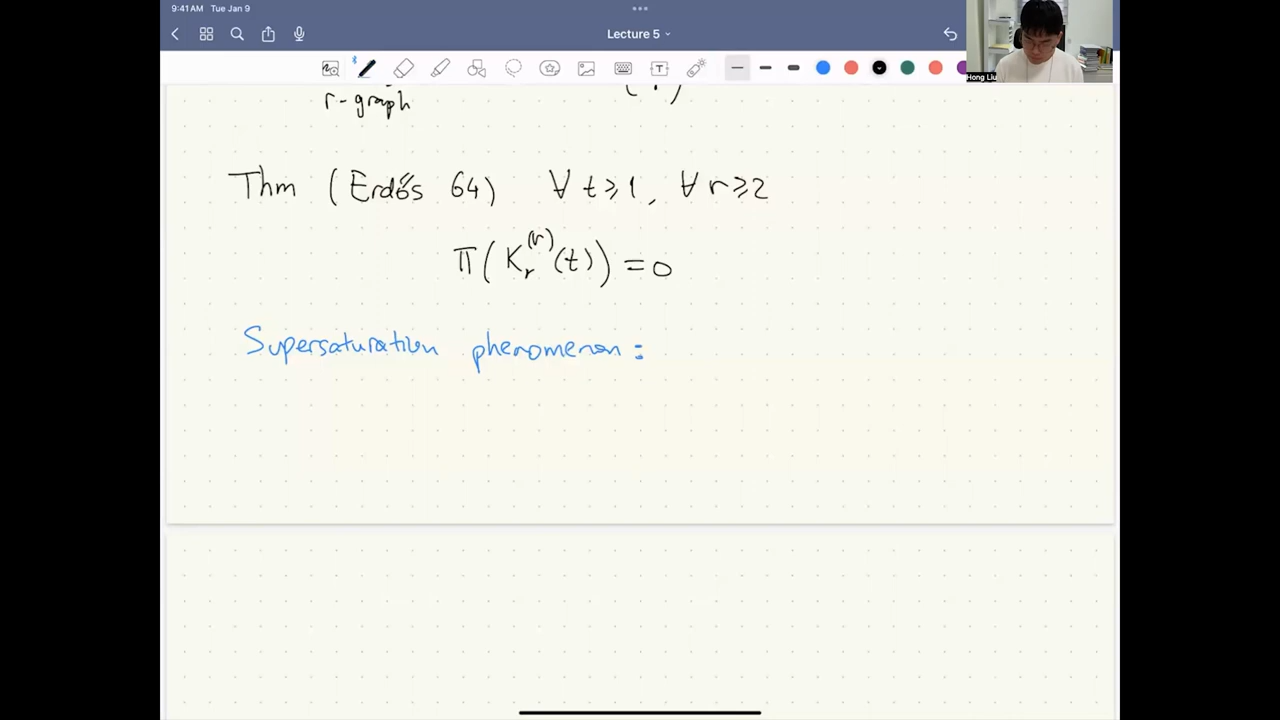 9:41 AM Tue Jan 9
Lecture 5
Hong Liu
r-graph
Thm (Erdős 64) ∀ t ≥ 1, ∀ r ≥ 2
π(K_r^{(r)}(t)) = 0
Supersaturation phenomenon: